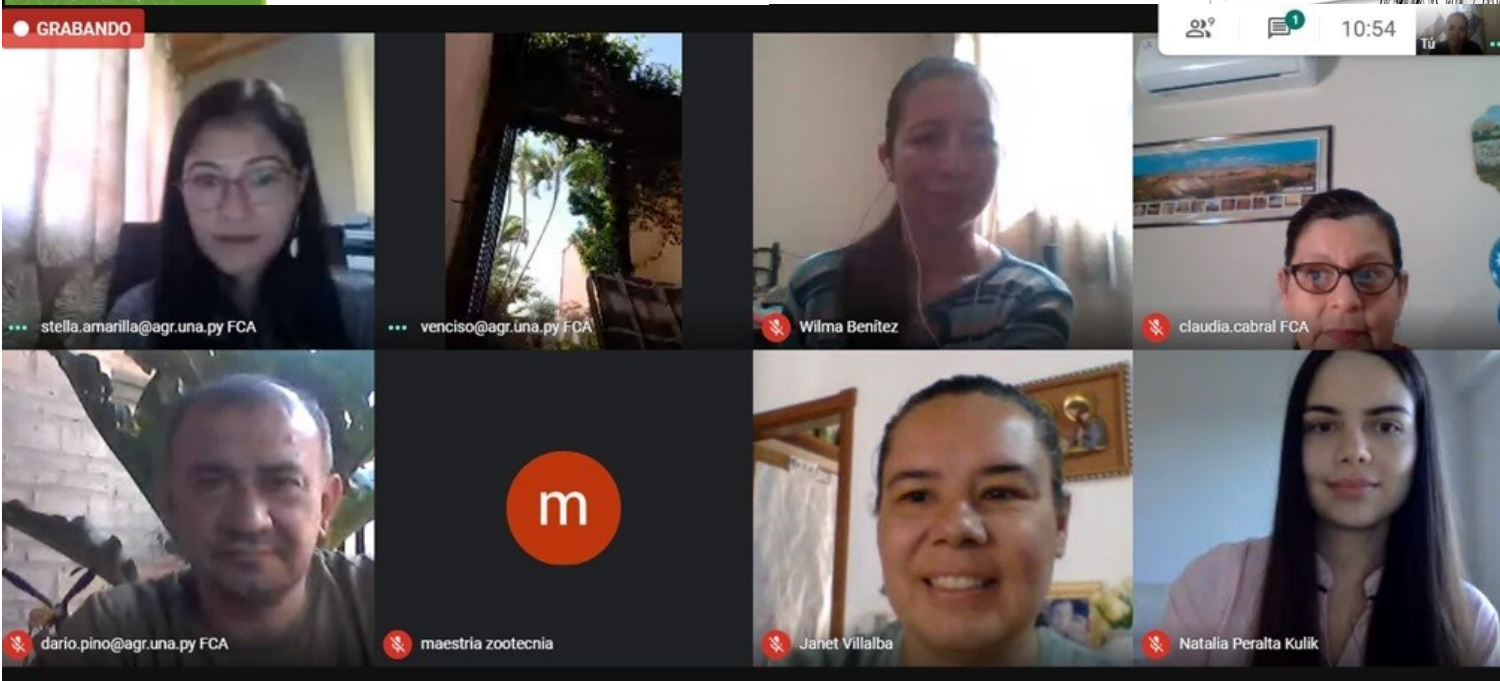 GRABANDO
9
1
10:54
Tú
stella.amarilla@agr.una.py FCA
venciso@agr.una.py FCA
Wilma Benítez
claudia.cabral FCA
dario.pino@agr.una.py FCA
m
maestria zootecnia
Janet Villalba
Natalia Peralta Kulik